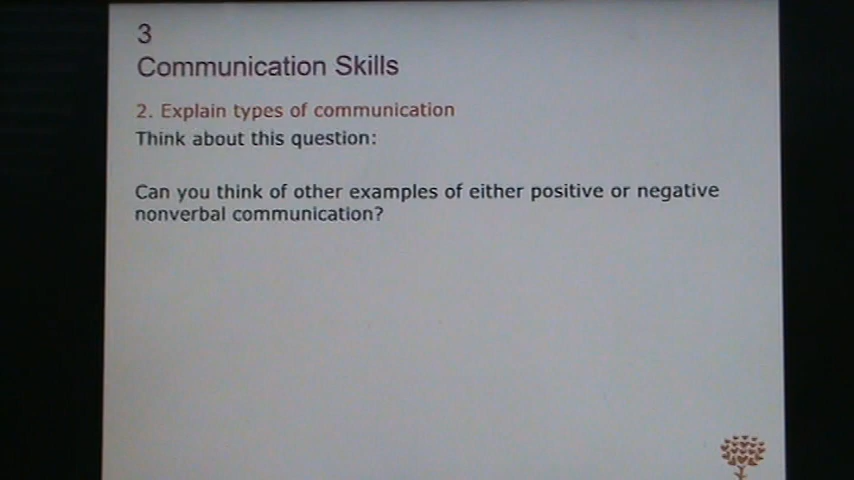 3
Communication Skills
2. Explain types of communication
Think about this question:
Can you think of other examples of either positive or negative
nonverbal communication?